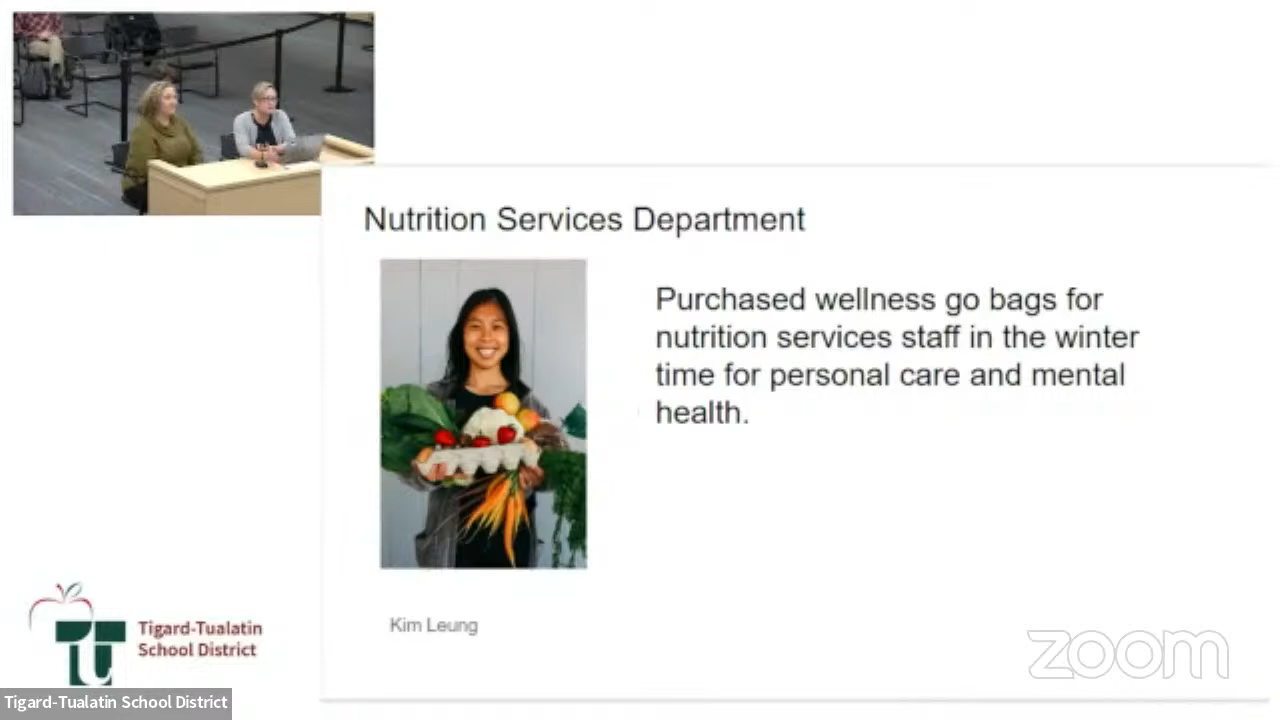 Nutrition Services Department
Purchased wellness go bags for
nutrition services staff in the winter
time for personal care and mental
health.
Kim Leung
Tigard-Tualatin
School District
zoom
Tigard-Tualatin School District